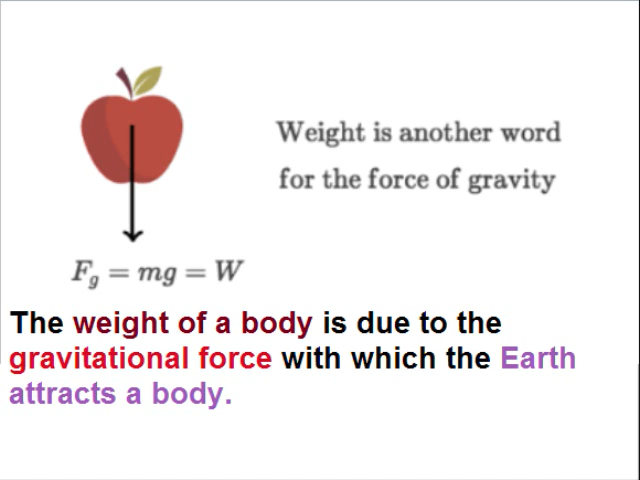 Weight is another word
for the force of gravity
F_g = mg = W
The weight of a body is due to the
gravitational force with which the Earth
attracts a body.